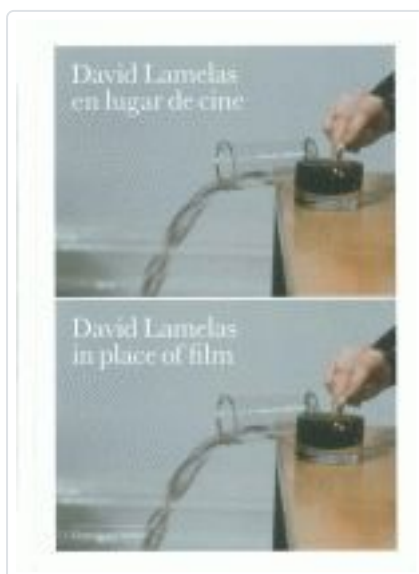 David Lamelas
en lugar de cine
David Lamelas
in place of film